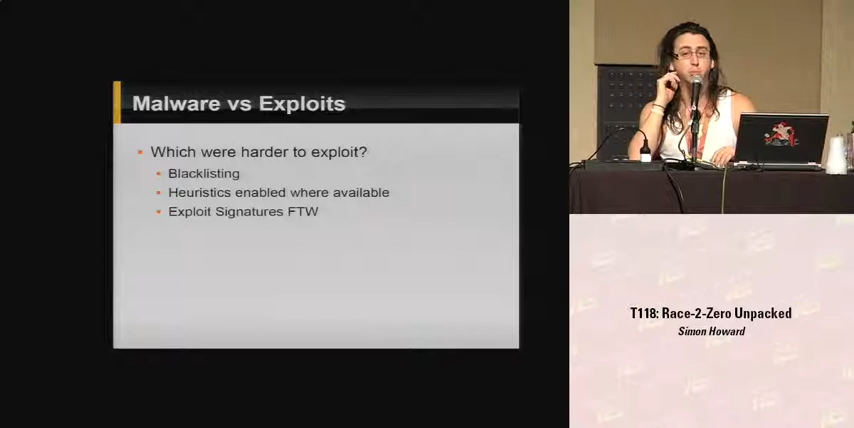 Malware vs Exploits
Which were harder to exploit?
Blacklisting
Heuristics enabled where available
Exploit Signatures FTW
T118: Race-2-Zero Unpacked
Simon Howard